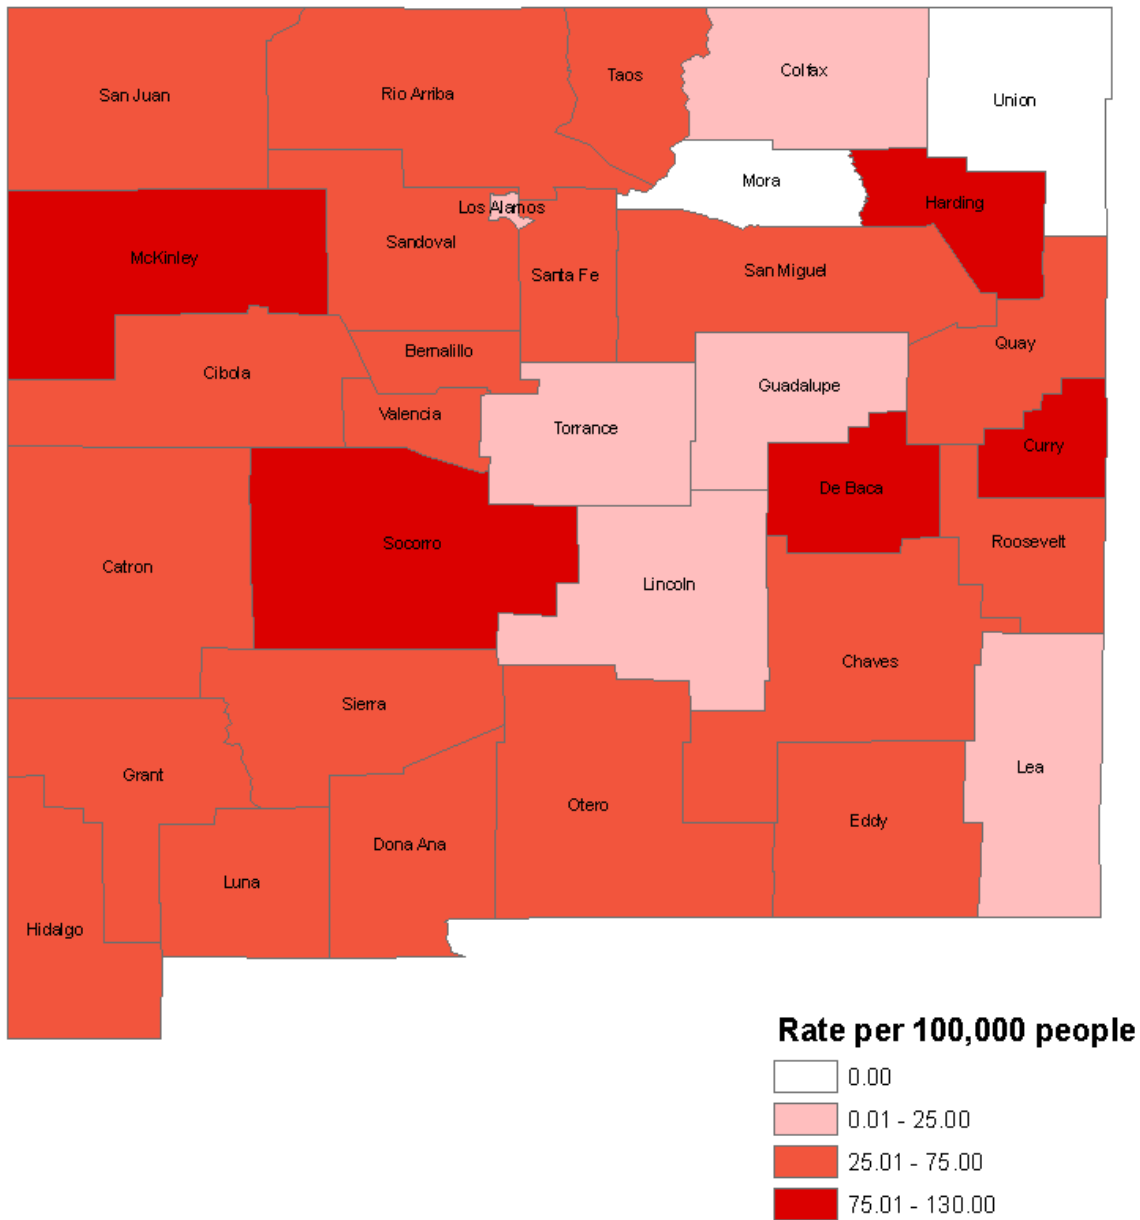 Taos
Colfax
San Juan
Rio Arriba
Union
Mora
Harding
Los Alamos
Sandoval
McKinley
San Miguel
Santa Fe
Quay
Bernalillo
Cibola
Guadalupe
Valencia
Torrance
Curry
De Baca
Socorro
Roosevelt
Catron
Lincoln
Chaves
Sierra
Lea
Grant
Otero
Eddy
Dona Ana
Luna
Hidalgo
Rate per 100,000 people
0.00
0.01 - 25.00
25.01 - 75.00
75.01 - 130.00